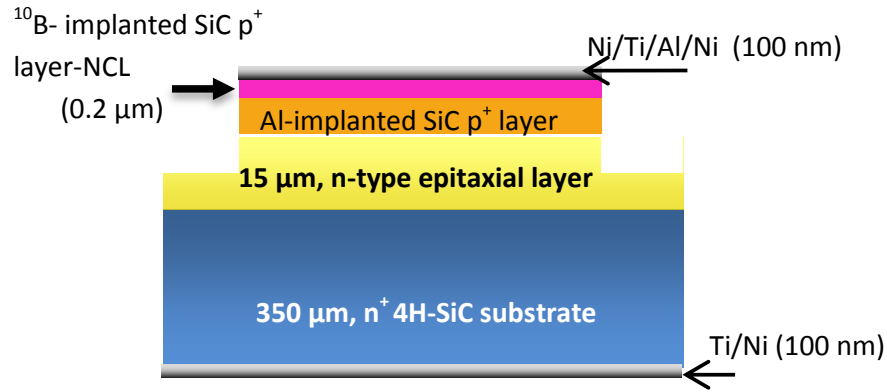 ¹⁰B- implanted SiC p⁺
layer-NCL
(0.2 µm)
Ni/Ti/Al/Ni (100 nm)
Al-implanted SiC p⁺ layer
15 µm, n-type epitaxial layer
350 µm, n⁺ 4H-SiC substrate
Ti/Ni (100 nm)